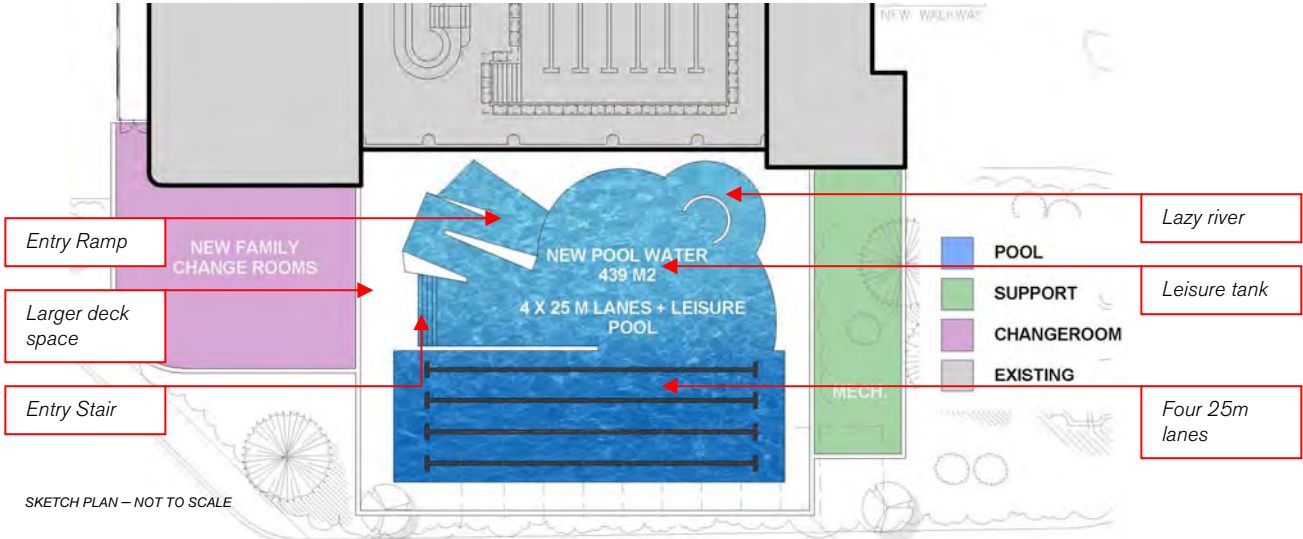 NEW WALKWAY
Entry Ramp
Larger deck
space
Entry Stair
NEW FAMILY
CHANGE ROOMS
NEW POOL WATER
439 M2
4 X 25 M LANES + LEISURE
POOL
MECH.
Lazy river
Leisure tank
Four 25m
lanes
POOL
SUPPORT
CHANGEROOM
EXISTING
SKETCH PLAN – NOT TO SCALE